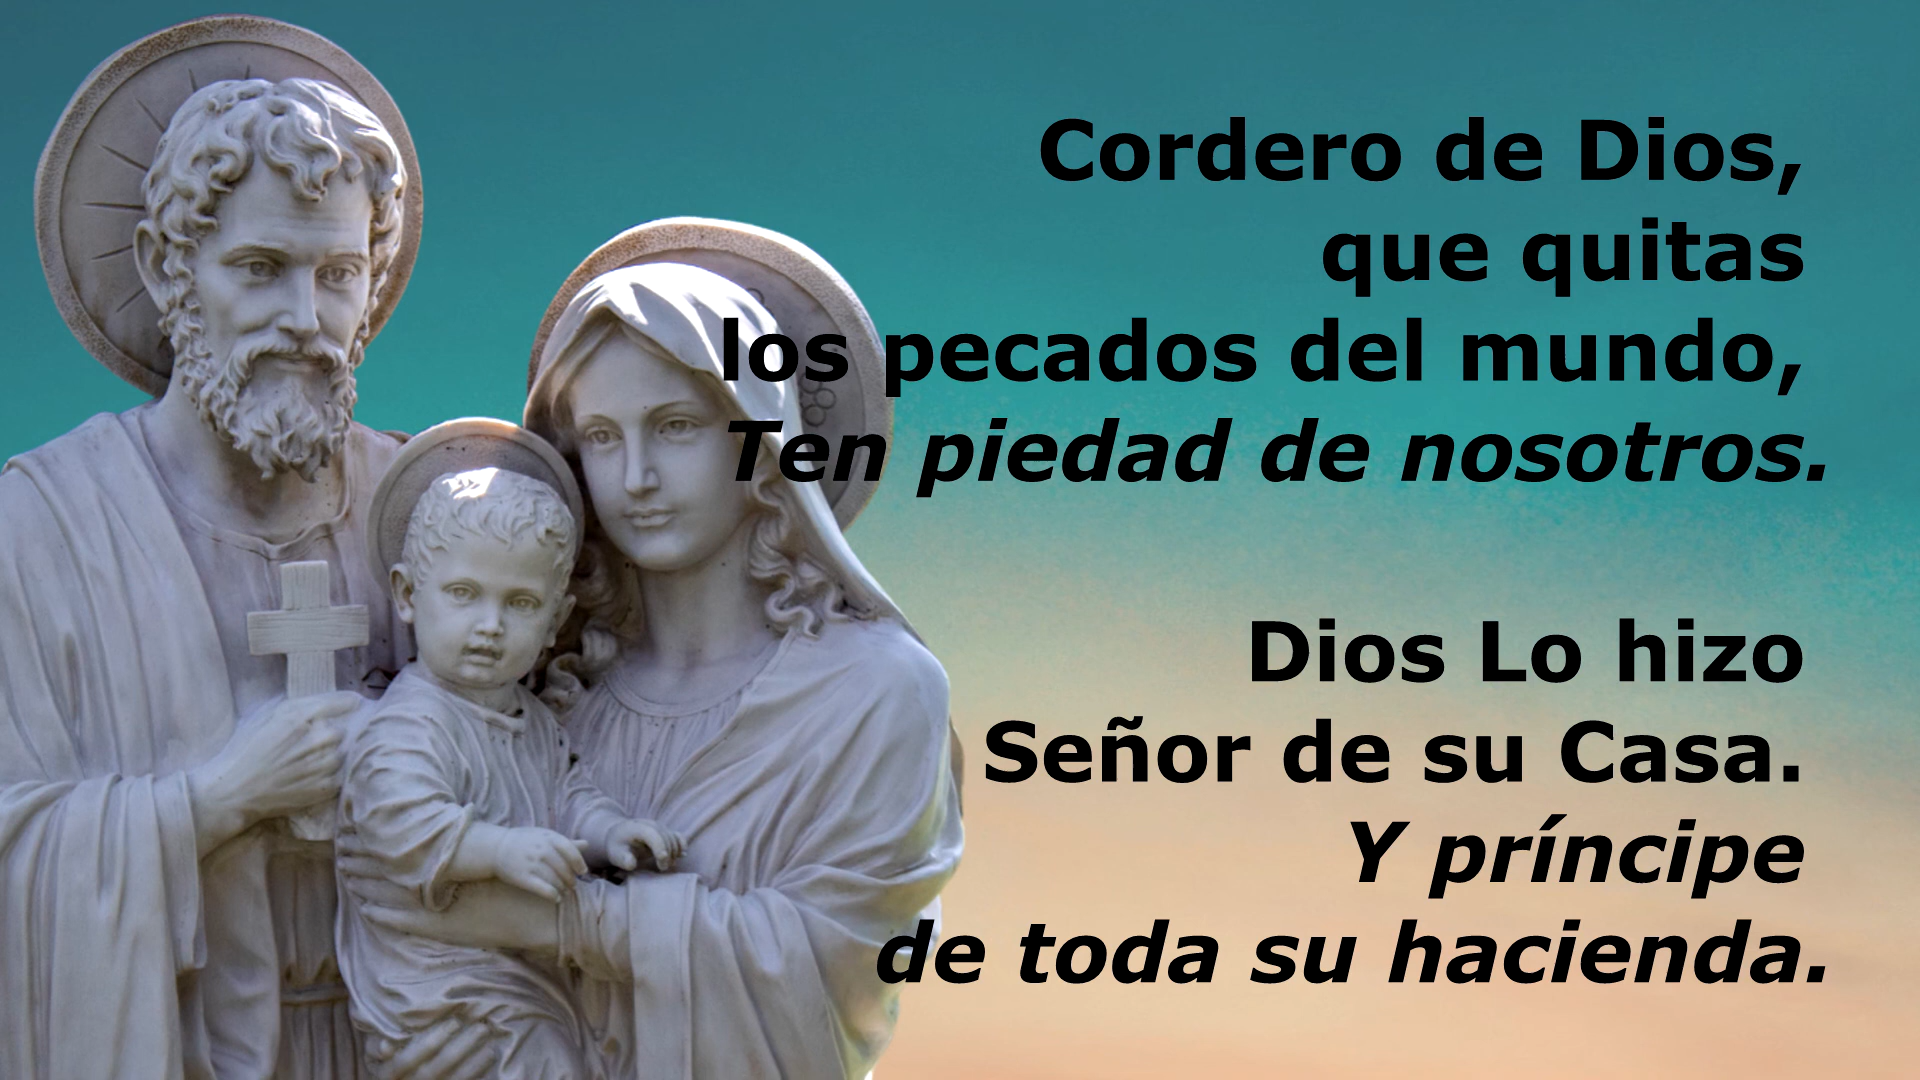 Cordero de Dios,
que quitas
los pecados del mundo,
Ten piedad de nosotros.
Dios Lo hizo
Señor de su Casa.
Y príncipe
de toda su hacienda.